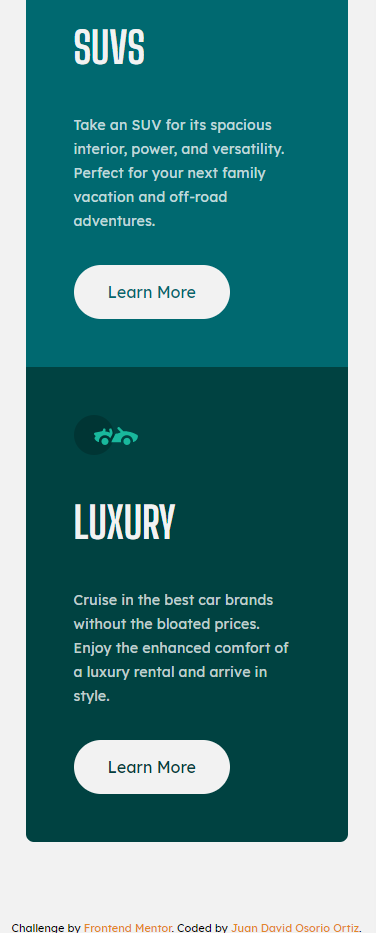 SUVS
Take an SUV for its spacious
interior, power, and versatility.
Perfect for your next family
vacation and off-road
adventures.
Learn More
LUXURY
Cruise in the best car brands
without the bloated prices.
Enjoy the enhanced comfort of
a luxury rental and arrive in
style.
Learn More
Challenge by Frontend Mentor. Coded by Juan David Osorio Ortiz.